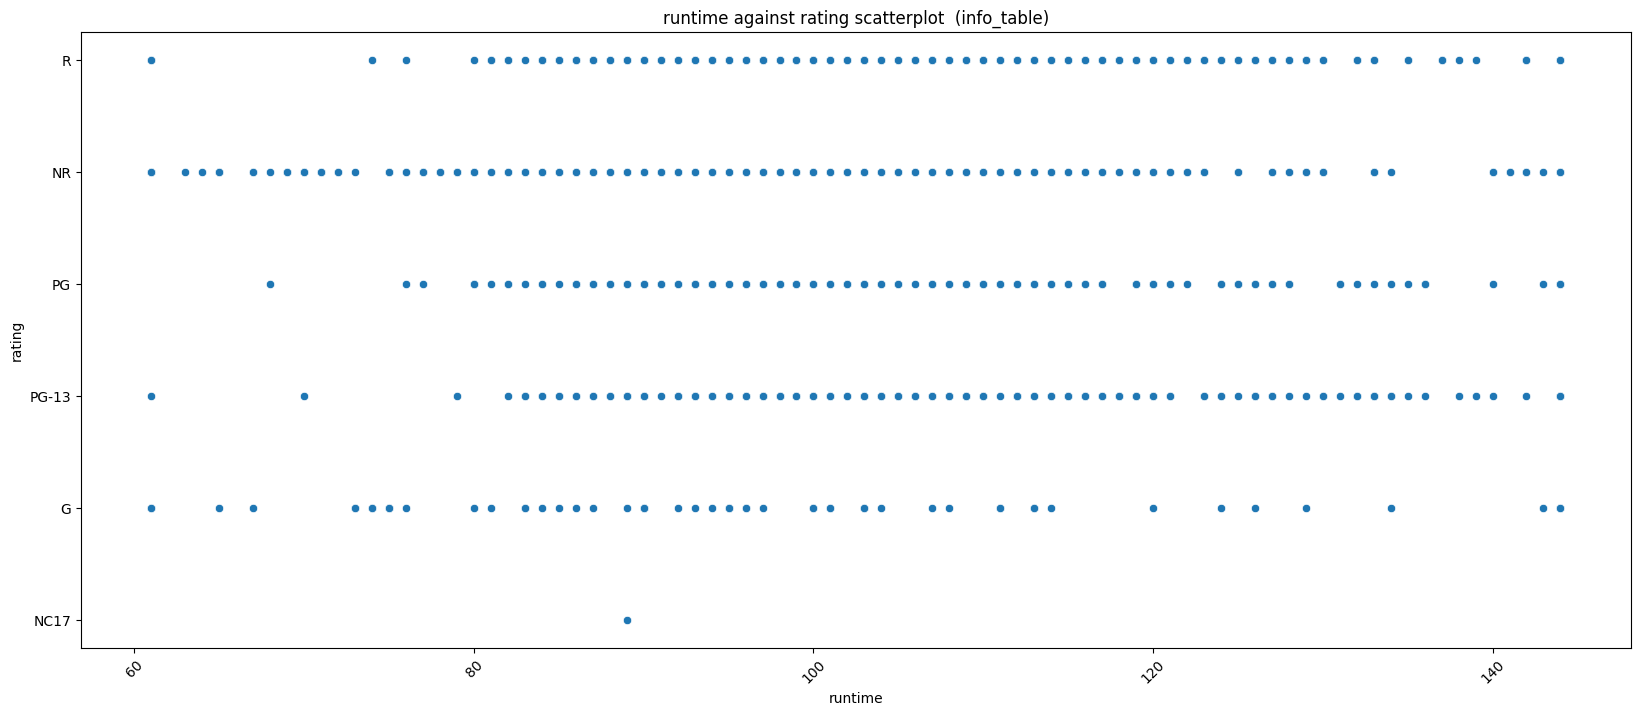 runtime against rating scatterplot  (info_table)
R
NR
PG
PG-13
G
NC17
rating
60
80
100
120
140
runtime